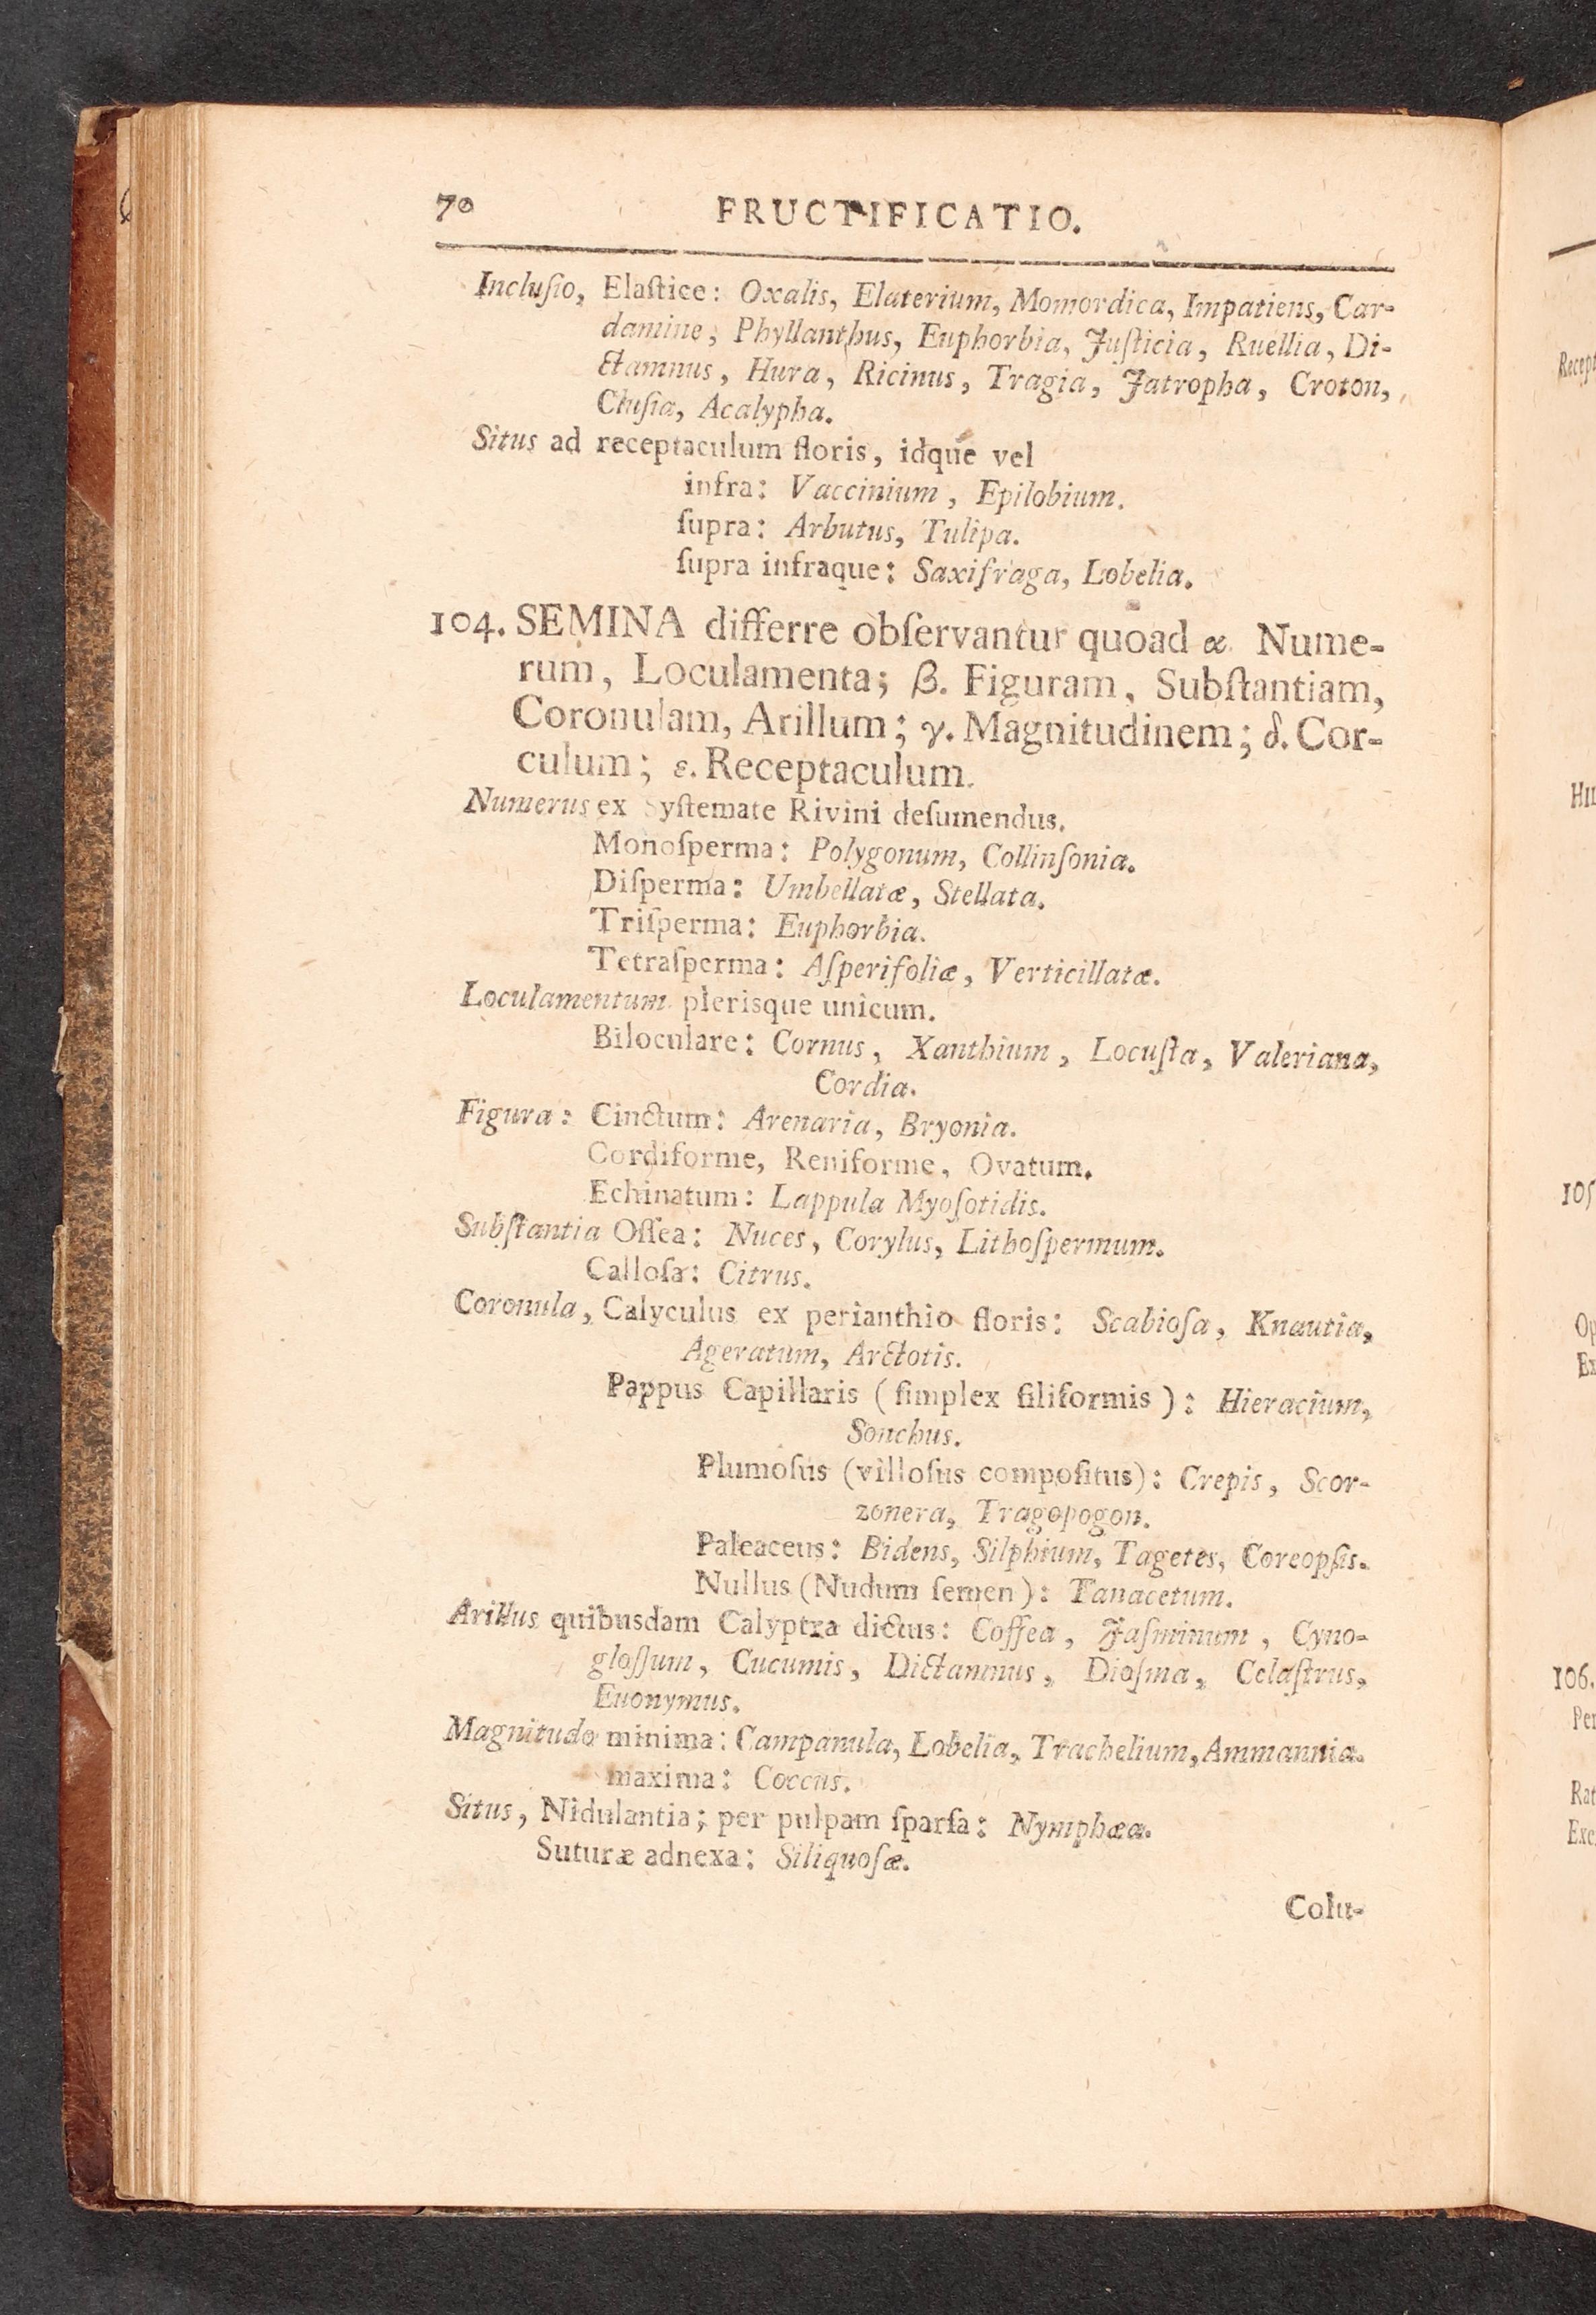 70 FRUCTIFICATIO.
Incluſio, Elaſtice: Oxalis, Elaterium, Momordica, Impatiens, Car-
damine, Phyllanthus, Euphorbia, Juſticia, Ruellia, Di-
ctamnus, Hura, Ricinus, Tragia, Jatropha, Croton,
Cluſia, Acalypha.
Situs ad receptaculum floris, idque vel
infra: Vaccinium, Epilobium.
ſupra: Arbutus, Tulipa.
ſupra infraque: Saxifraga, Lobelia.
104. SEMINA differre obſervantur quoad α. Nume-
rum, Loculamenta; β. Figuram, Subſtantiam,
Coronulam, Arillum; γ. Magnitudinem; δ. Cor-
culum; ε. Receptaculum.
Numerus ex Syſtemate Rivini deſumendus.
Monoſperma: Polygonum, Collinſonia.
Diſperma: Umbellatæ, Stellata.
Triſperma: Euphorbia.
Tetraſperma: Aſperifoliæ, Verticillatæ.
Loculamentum plerisque unicum.
Biloculare: Cornus, Xanthium, Locuſta, Valeriana,
Cordia.
Figura: Cinctum: Arenaria, Bryonia.
Cordiforme, Reniforme, Ovatum.
Echinatum: Lappula Myoſotidis.
Subſtantia Oſſea: Nuces, Corylus, Lithoſpermum.
Calloſa: Citrus.
Coronula, Calyculus ex perianthio floris: Scabioſa, Knautia,
Ageratum, Arctotis.
Pappus Capillaris (ſimplex filiformis): Hieracium,
Sonchus.
Plumoſus (villoſus compoſitus): Crepis, Scor-
zonera, Tragopogon.
Paleaceus: Bidens, Silphium, Tagetes, Coreopſis.
Nullus (Nudum ſemen): Tanacetum.
Arillus quibusdam Calyptra dictus: Coffea, Jaſminum, Cyno-
gloſſum, Cucumis, Dictamnus, Dioſma, Celaſtrus,
Euonymus.
Magnitudo minima: Campanula, Lobelia, Trachelium, Ammannia.
maxima: Coccus.
Situs, Nidulantia; per pulpam ſparſa: Nymphæa.
Suturæ adnexa: Siliquoſæ.
Colu-
105
106.